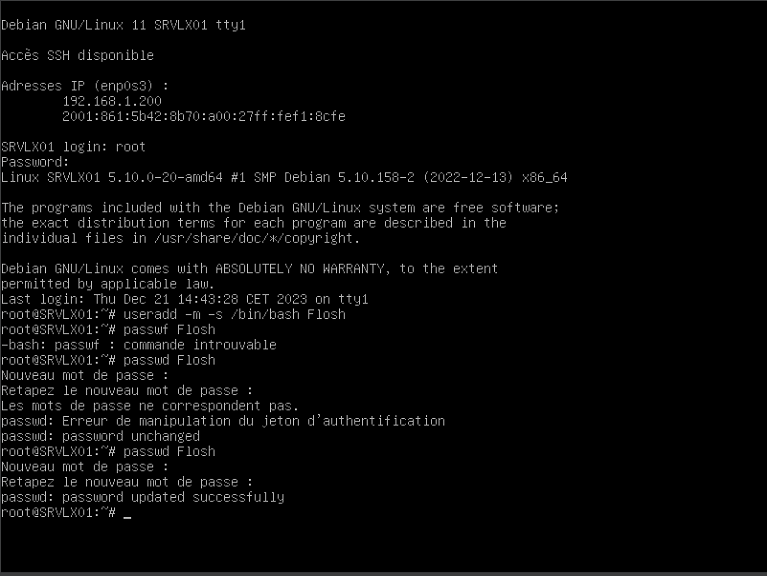 Debian GNU/Linux 11 SRVLX01 tty1
Accès SSH disponible
Adresses IP (enp0s3) :
192.168.1.200
2001:861:5b42:8b70:a00:27ff:fef1:8cfe
SRVLX01 login: root
Password:
Linux SRVLX01 5.10.0-20-amd64 #1 SMP Debian 5.10.158-2 (2022-12-13) x86_64
The programs included with the Debian GNU/Linux system are free software;
the exact distribution terms for each program are described in the
individual files in /usr/share/doc/*/copyright.
Debian GNU/Linux comes with ABSOLUTELY NO WARRANTY, to the extent
permitted by applicable law.
Last login: Thu Dec 21 14:43:28 CET 2023 on tty1
root@SRVLX01:~# useradd -m -s /bin/bash Flosh
root@SRVLX01:~# passwf Flosh
-bash: passwf : commande introuvable
root@SRVLX01:~# passwd Flosh
Nouveau mot de passe :
Retapez le nouveau mot de passe :
Les mots de passe ne correspondent pas.
passwd: Erreur de manipulation du jeton d'authentification
passwd: password unchanged
root@SRVLX01:~# passwd Flosh
Nouveau mot de passe :
Retapez le nouveau mot de passe :
passwd: password updated successfully
root@SRVLX01:~# _